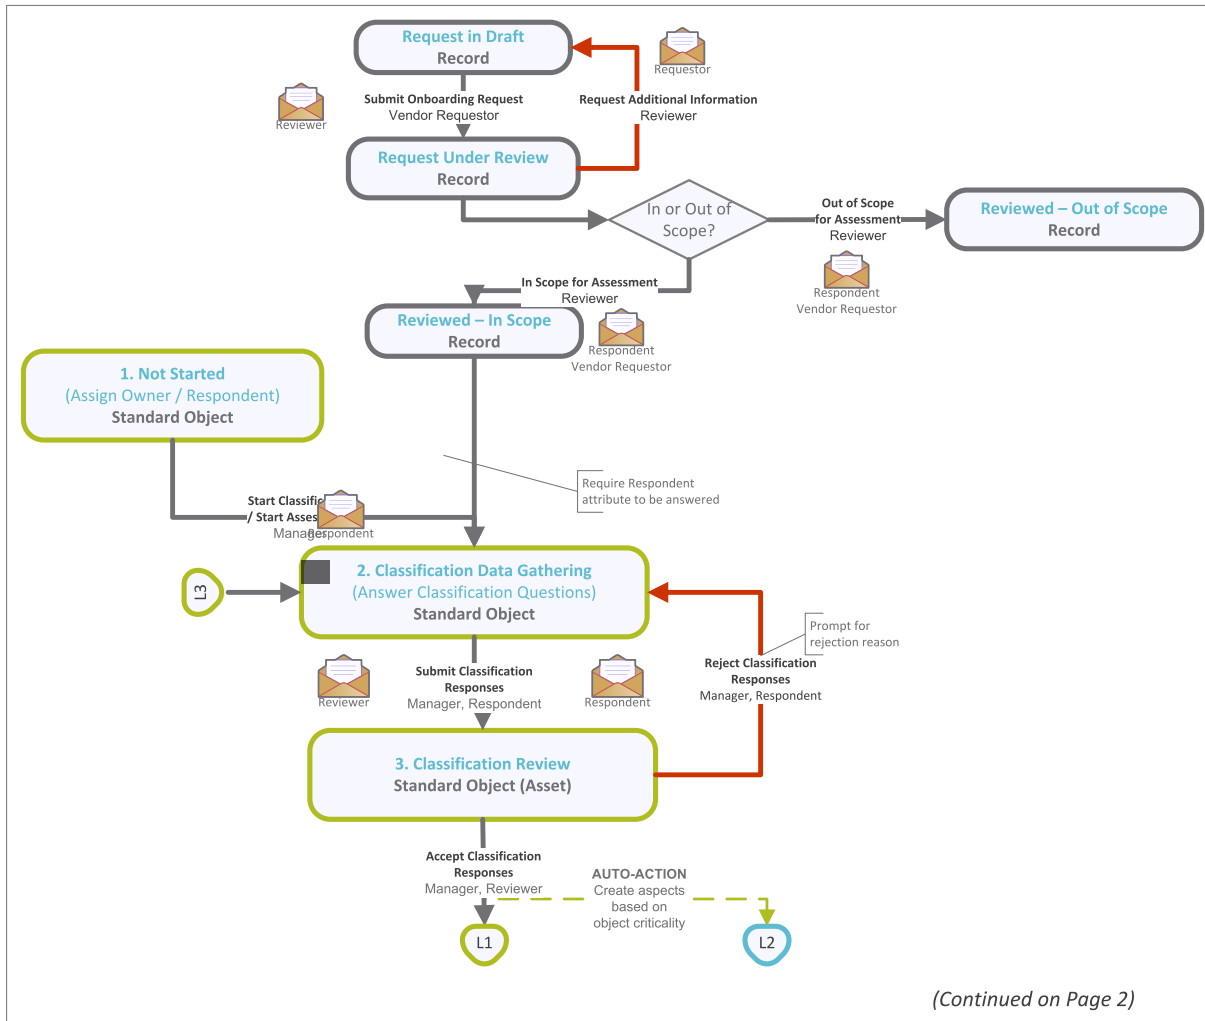 Request in Draft
Record
Requestor
Reviewer
Submit Onboarding Request
Vendor Requestor
Request Additional Information
Reviewer
Request Under Review
Record
In or Out of
Scope?
Out of Scope
for Assessment
Reviewer
Reviewed – Out of Scope
Record
Respondent
Vendor Requestor
In Scope for Assessment
Reviewer
Reviewed – In Scope
Record
Respondent
Vendor Requestor
1. Not Started
(Assign Owner / Respondent)
Standard Object
Require Respondent
attribute to be answered
Start Classific
/ Start Asses
Manager
Respondent
2. Classification Data Gathering
(Answer Classification Questions)
Standard Object
L3
Prompt for
rejection reason
Reject Classification
Responses
Manager, Respondent
Submit Classification
Responses
Manager, Respondent
Reviewer
Respondent
3. Classification Review
Standard Object (Asset)
Accept Classification
Responses
Manager, Reviewer
AUTO-ACTION
Create aspects
based on
object criticality
L1
L2
(Continued on Page 2)